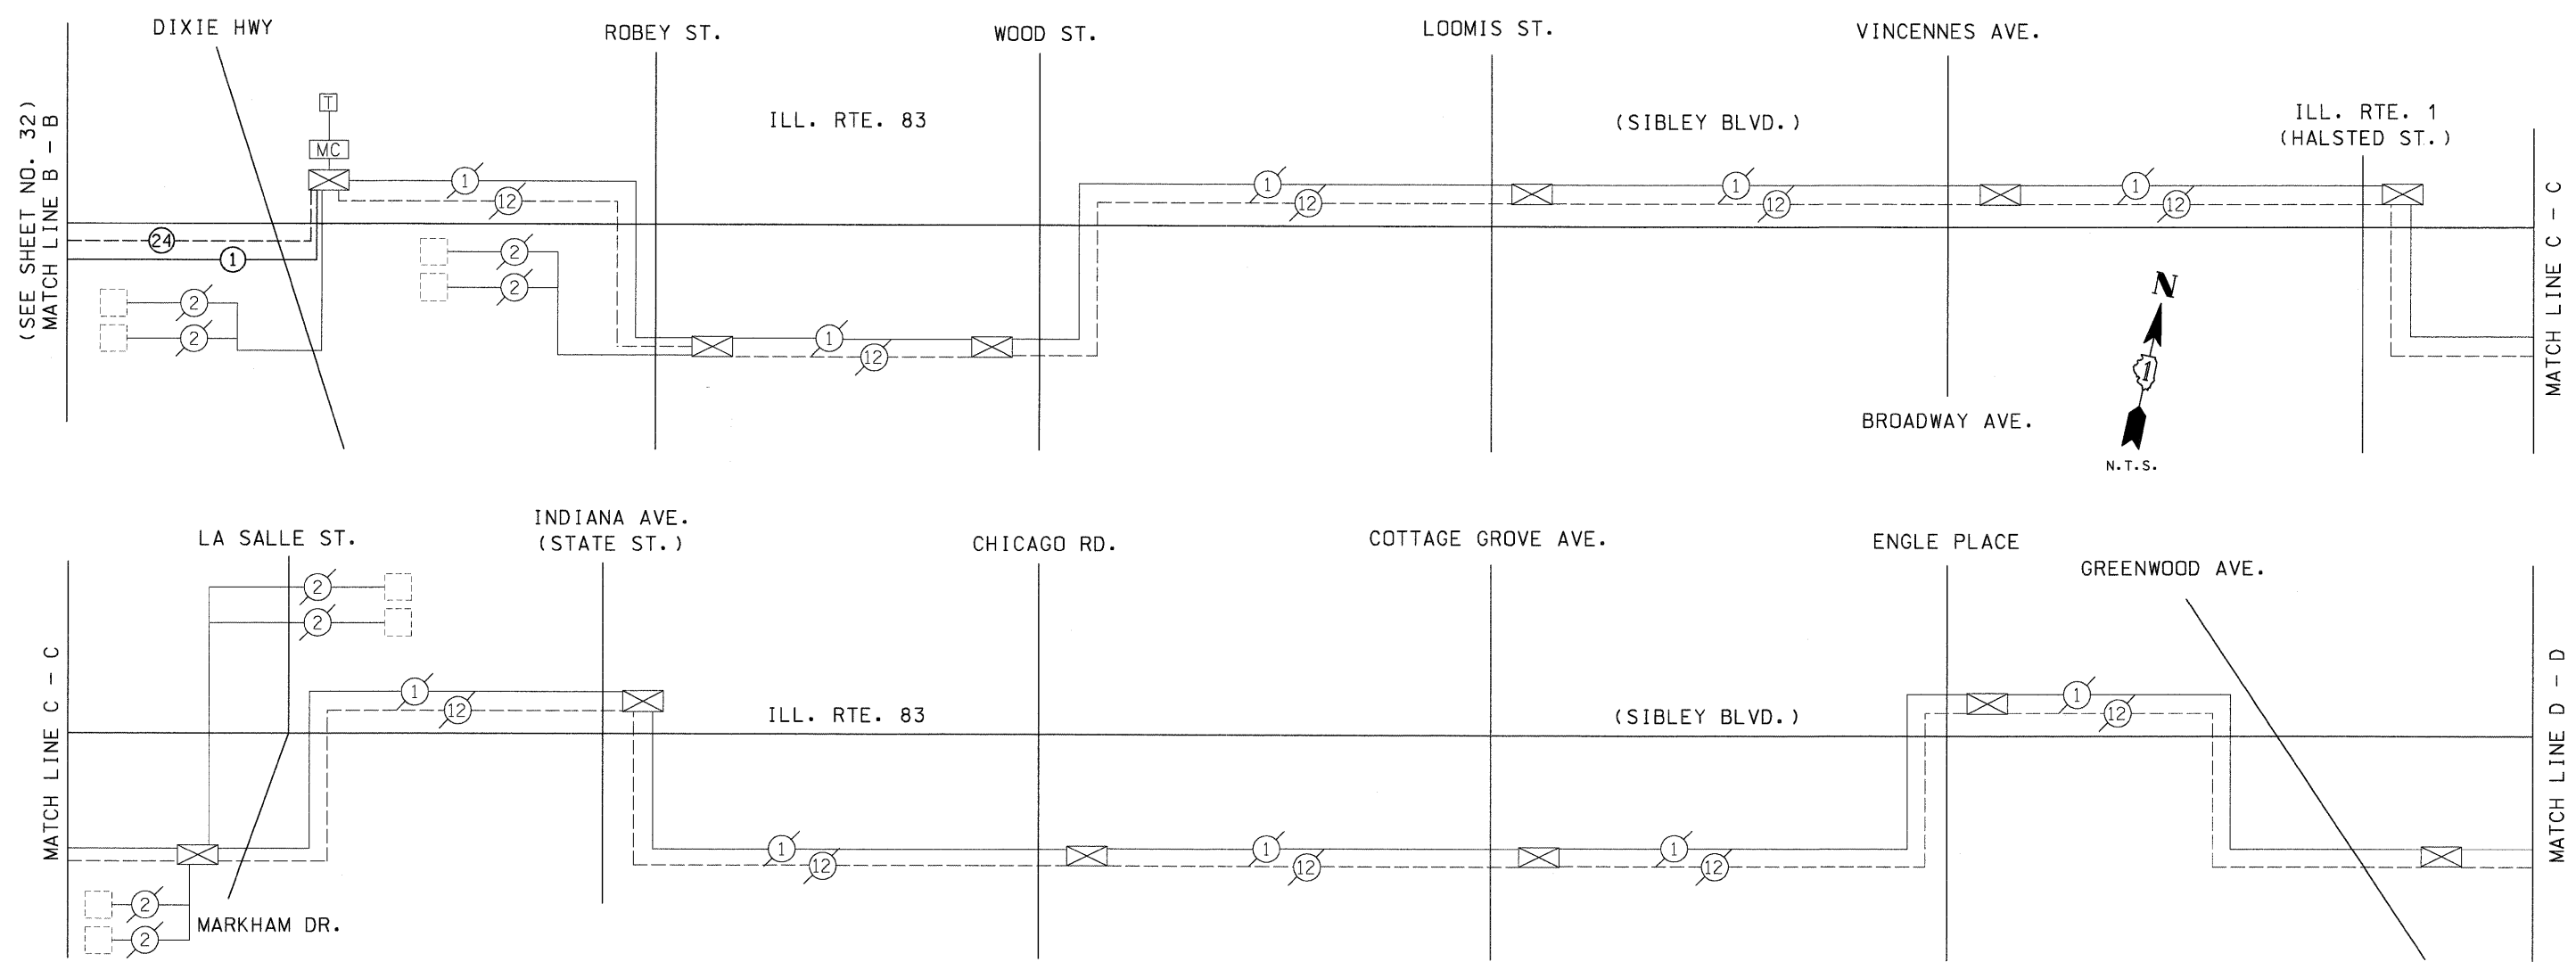 DIXIE HWY
ROBEY ST.
WOOD ST.
LOOMIS ST.
VINCENNES AVE.
(SEE SHEET NO. 32)
MATCH LINE B - B
T
MC
ILL. RTE. 83
(SIBLEY BLVD.)
ILL. RTE. 1
(HALSTED ST.)
MATCH LINE C - C
1
12
1
12
1
12
1
12
24
1
2
2
2
2
1
12
N
1
N.T.S.
BROADWAY AVE.
LA SALLE ST.
INDIANA AVE.
(STATE ST.)
CHICAGO RD.
COTTAGE GROVE AVE.
ENGLE PLACE
GREENWOOD AVE.
MATCH LINE C - C
2
2
1
12
ILL. RTE. 83
(SIBLEY BLVD.)
1
12
MATCH LINE D - D
1
12
1
12
1
12
2
2
MARKHAM DR.